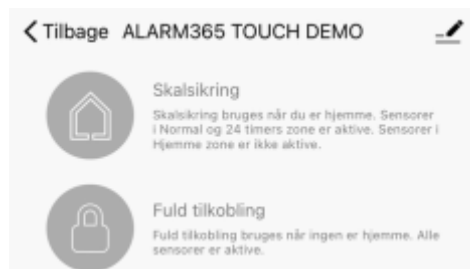 Tilbage ALARM365 TOUCH DEMO
Skalsikring
Skalsikring bruges når du er hjemme. Sensorer
i Normal og 24 timers zone er aktive. Sensorer i
Hjemme zone er ikke aktive.
Fuld tilkobling
Fuld tilkobling bruges når ingen er hjemme. Alle
sensorer er aktive.